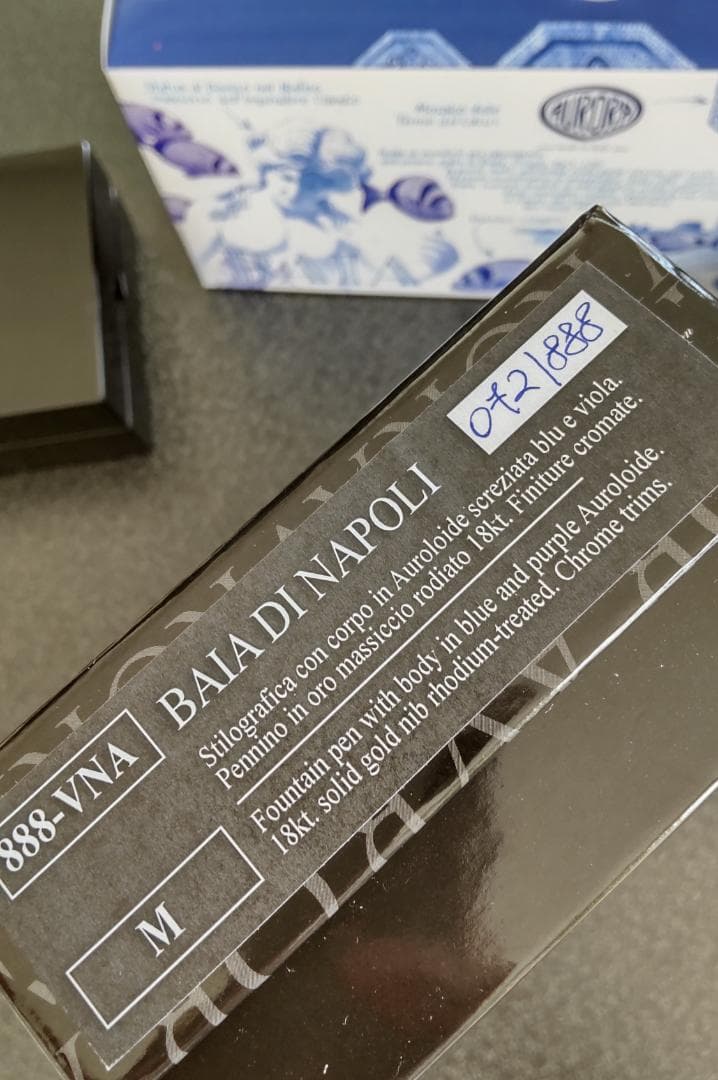 AURORA
072/888
BAIA DI NAPOLI
Stilografica con corpo in Auroloide screziata blu e viola.
Pennino in oro massiccio rodiato 18kt. Finiture cromate.
Fountain pen with body in blue and purple Auroloide.
18kt. solid gold nib rhodium-treated. Chrome trims.
888-VNA
M